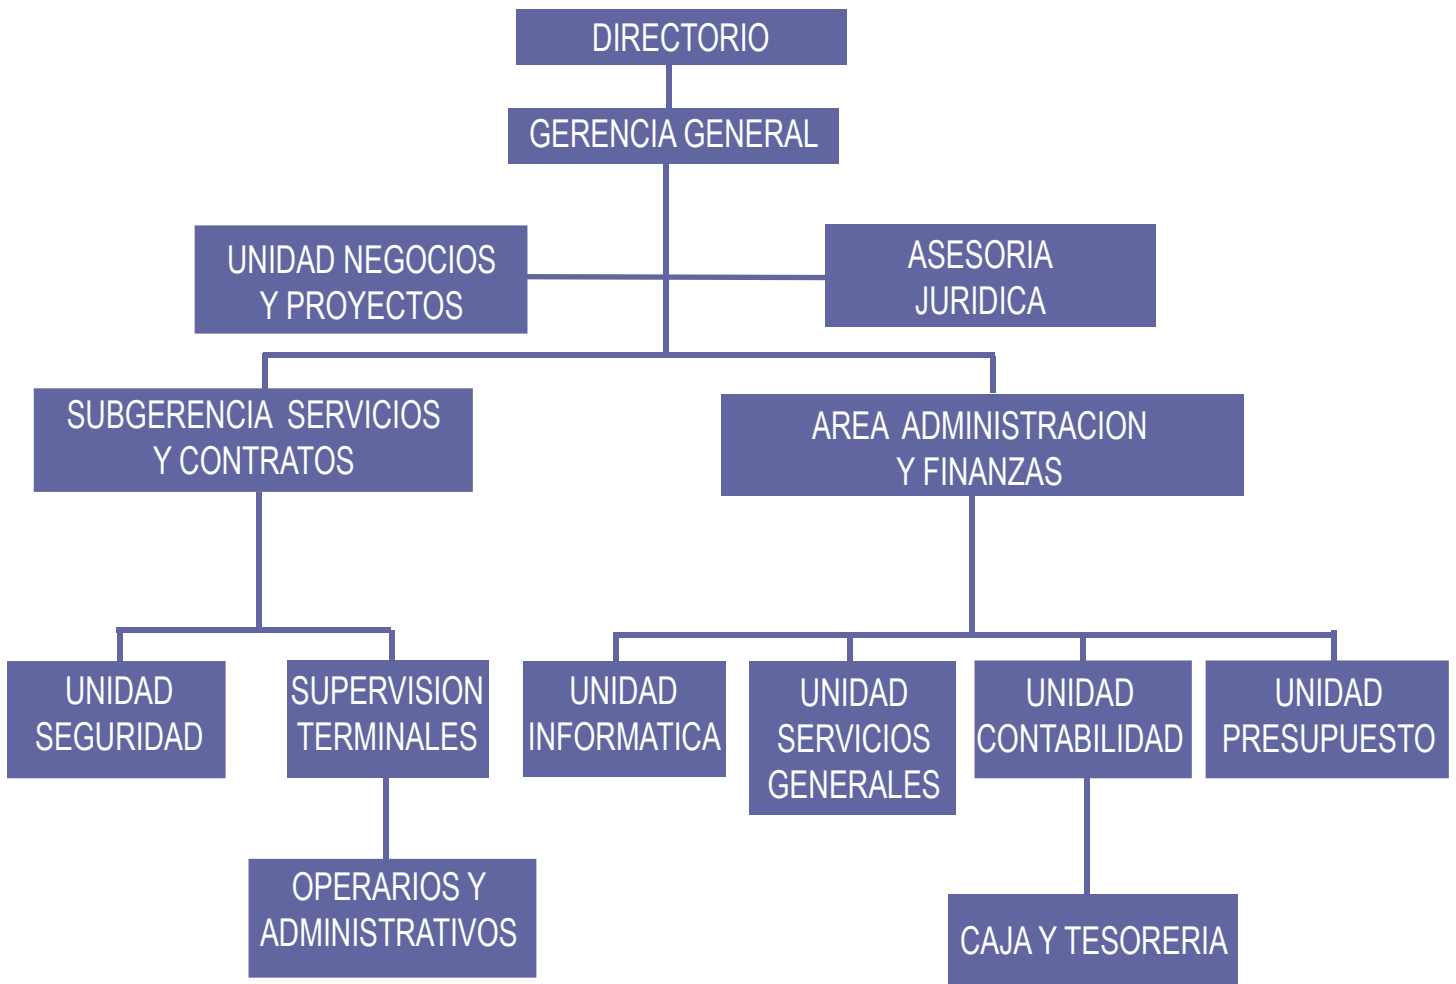 DIRECTORIO
GERENCIA GENERAL
UNIDAD NEGOCIOS
Y PROYECTOS
ASESORIA
JURIDICA
SUBGERENCIA SERVICIOS
Y CONTRATOS
AREA ADMINISTRACION
Y FINANZAS
UNIDAD
SEGURIDAD
SUPERVISION
TERMINALES
UNIDAD
INFORMATICA
UNIDAD
SERVICIOS
GENERALES
UNIDAD
CONTABILIDAD
UNIDAD
PRESUPUESTO
OPERARIOS Y
ADMINISTRATIVOS
CAJA Y TESORERIA